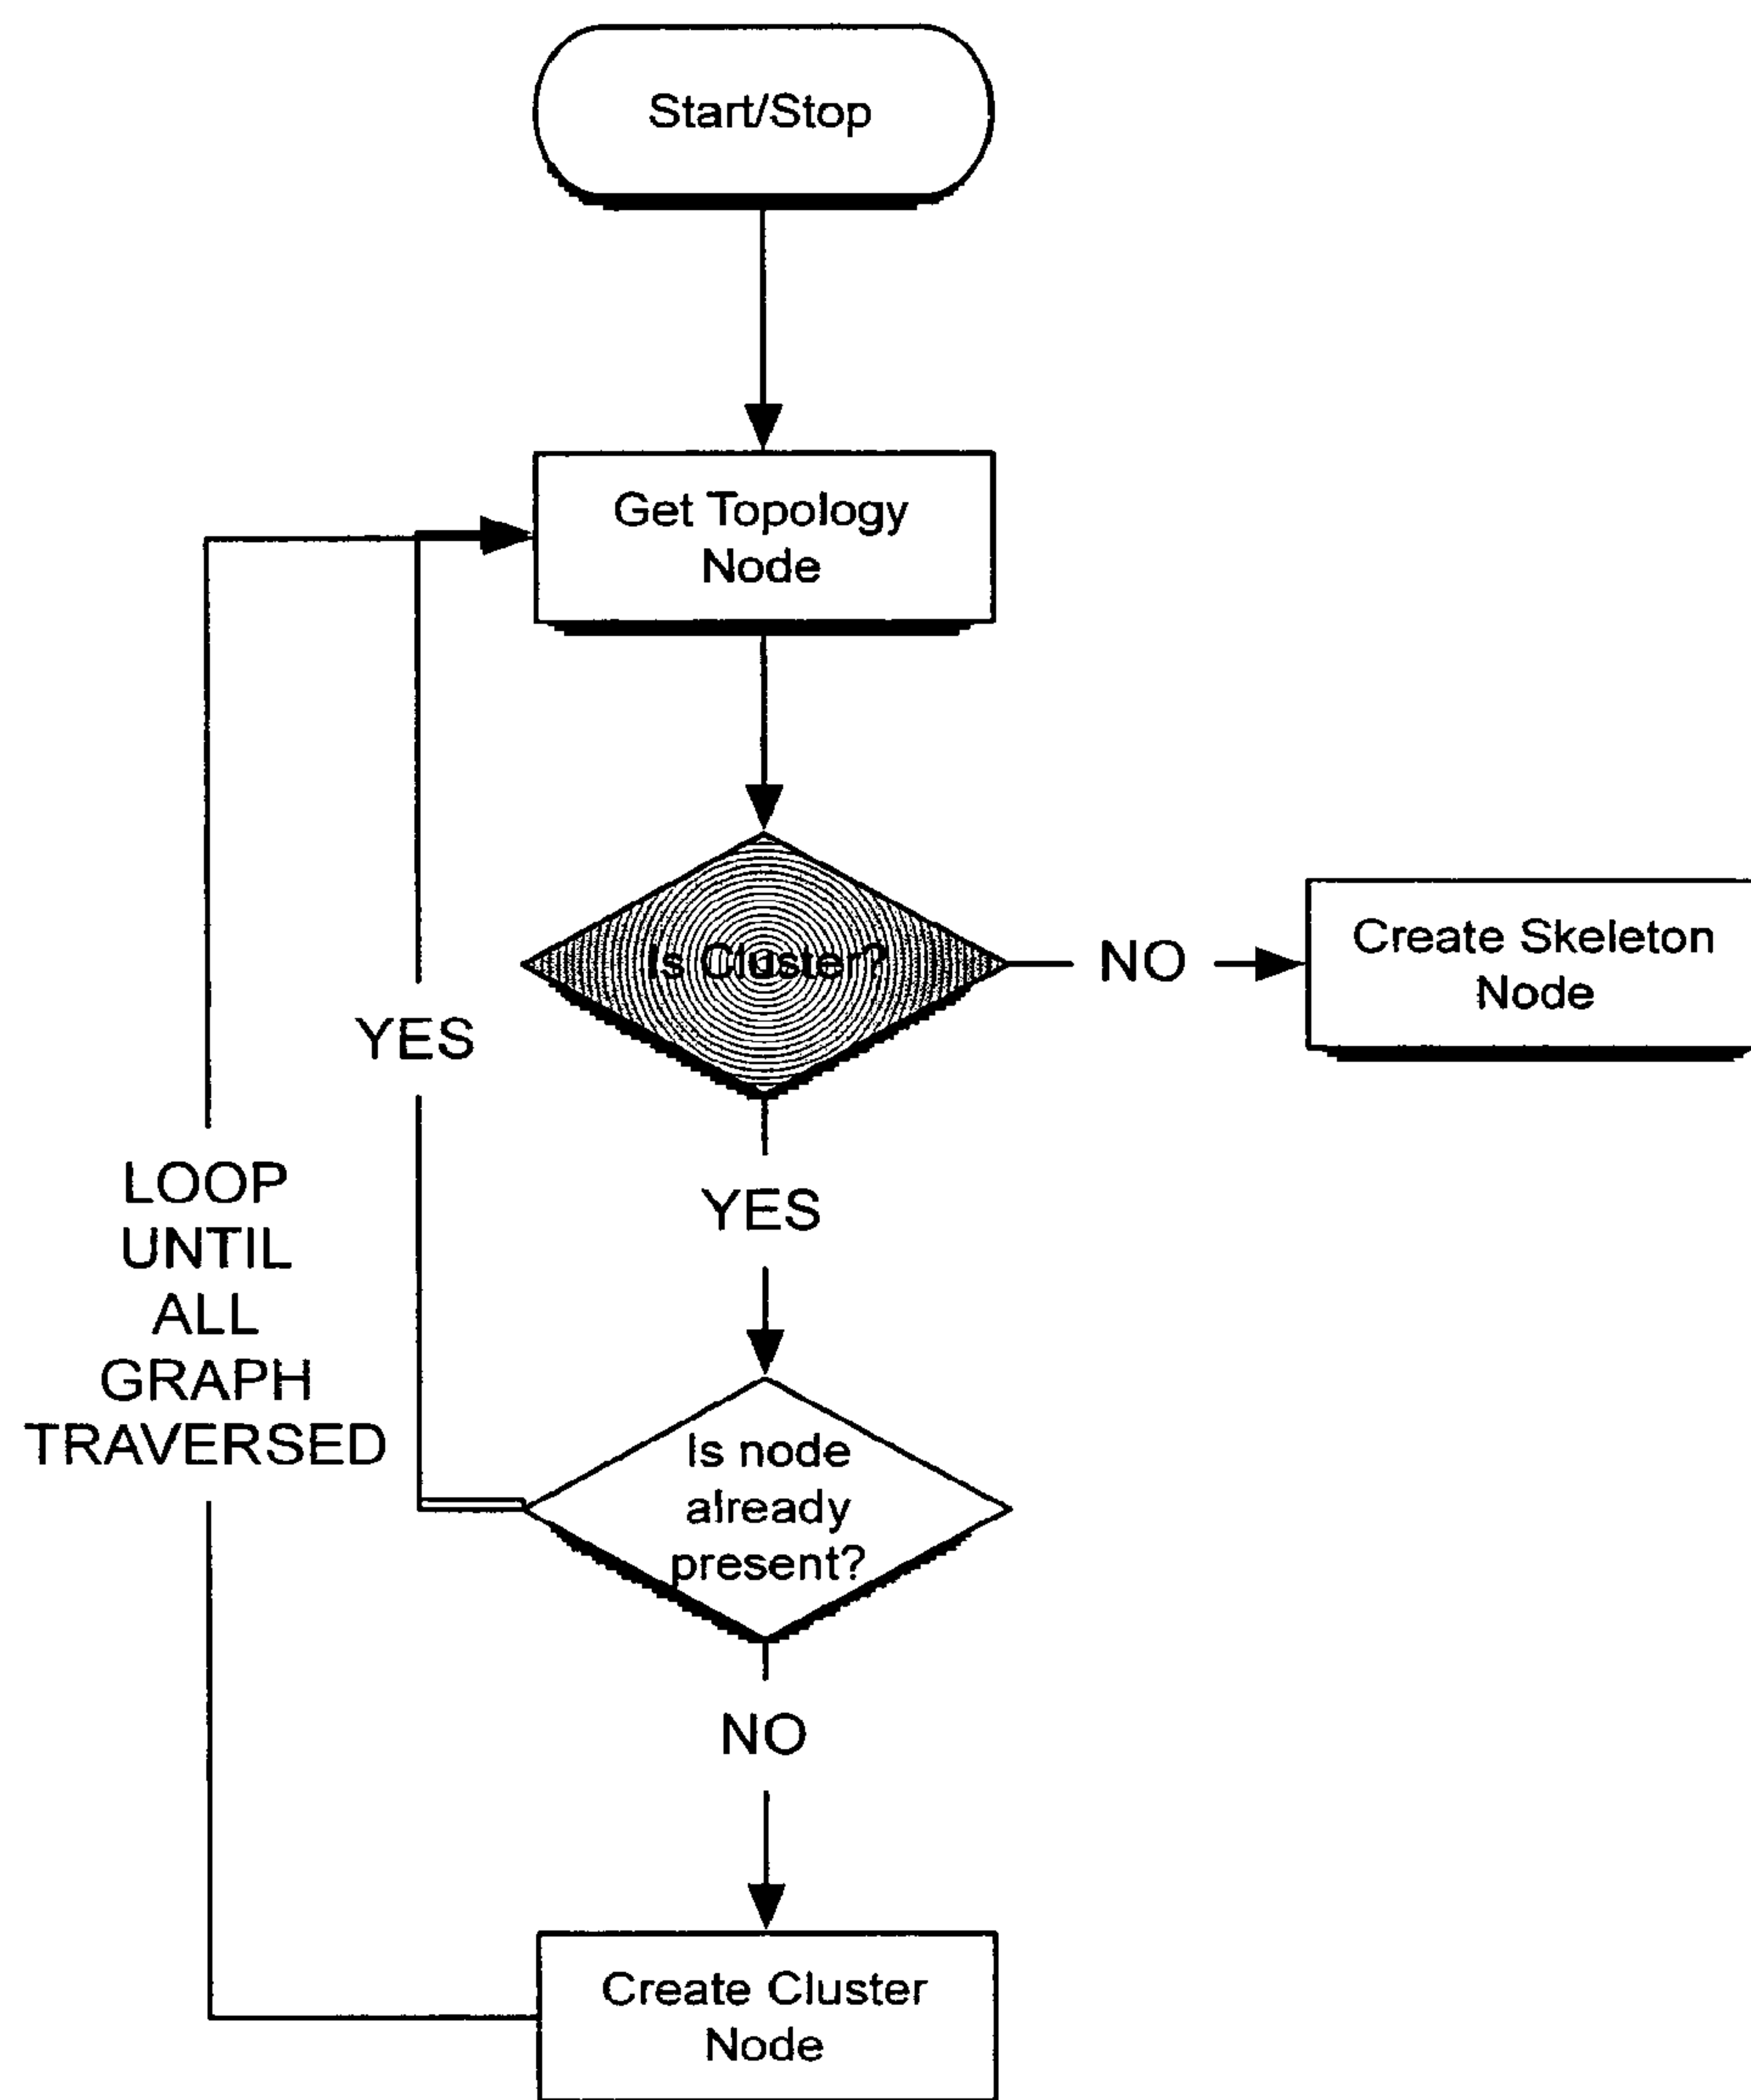 Start/Stop
Get Topology
Node
Is Cluster?
NO
Create Skeleton
Node
YES
YES
LOOP
UNTIL
ALL
GRAPH
TRAVERSED
Is node
already
present?
NO
Create Cluster
Node